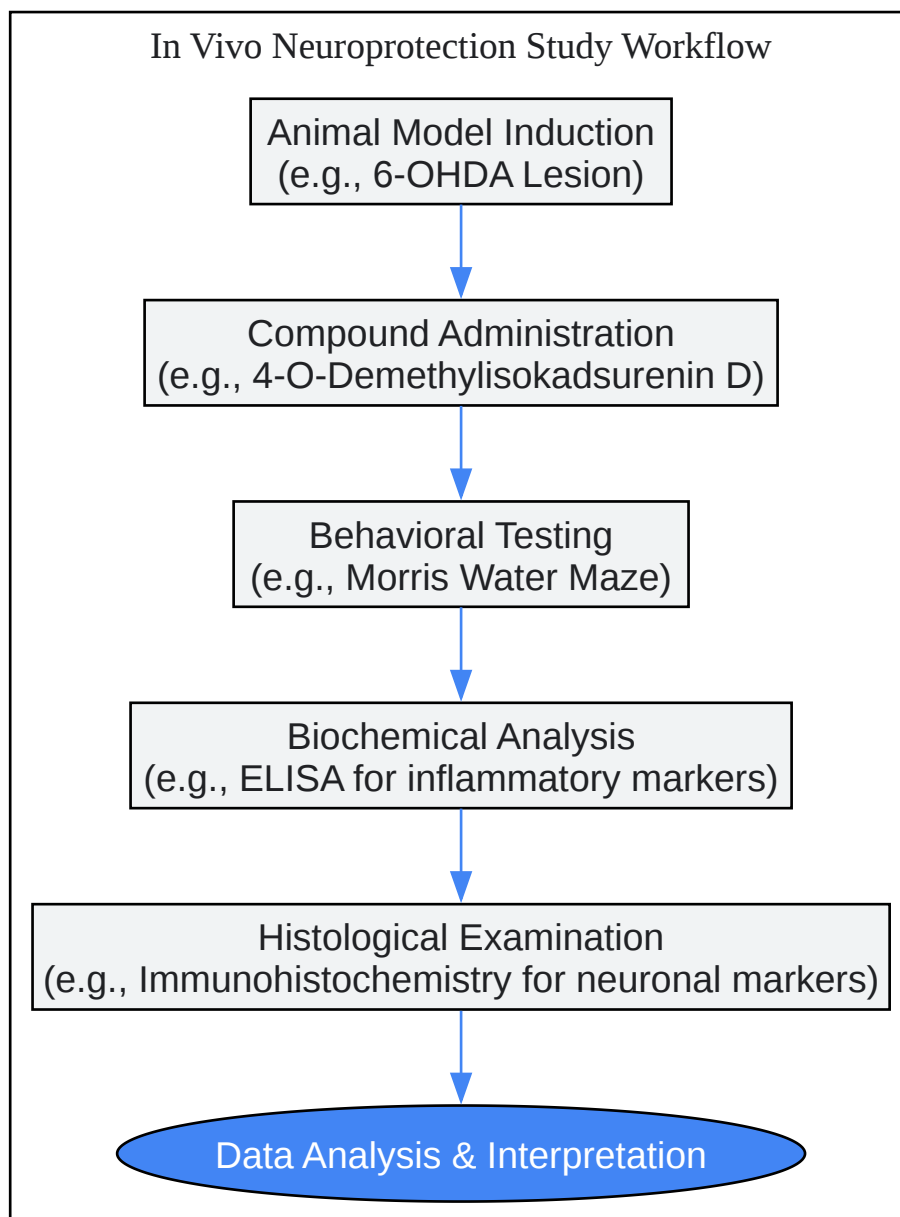 In Vivo Neuroprotection Study Workflow
Animal Model Induction
(e.g., 6-OHDA Lesion)
Compound Administration
(e.g., 4-O-Demethylisokadsurenin D)
Behavioral Testing
(e.g., Morris Water Maze)
Biochemical Analysis
(e.g., ELISA for inflammatory markers)
Histological Examination
(e.g., Immunohistochemistry for neuronal markers)
Data Analysis & Interpretation